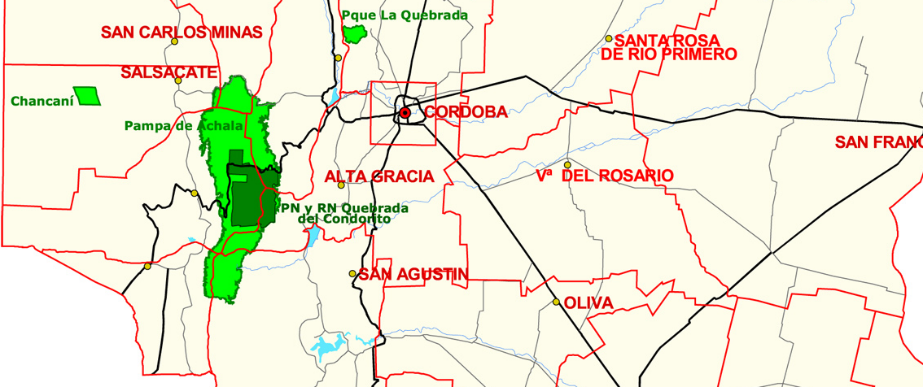 Pque La Quebrada
SAN CARLOS MINAS
SANTA ROSA
DE RIO PRIMERO
SALSACATE
Chancaní
CORDOBA
Pampa de Achala
SAN FRANC
ALTA GRACIA
Vª DEL ROSARIO
PN y RN Quebrada
del Condorito
SAN AGUSTIN
OLIVA